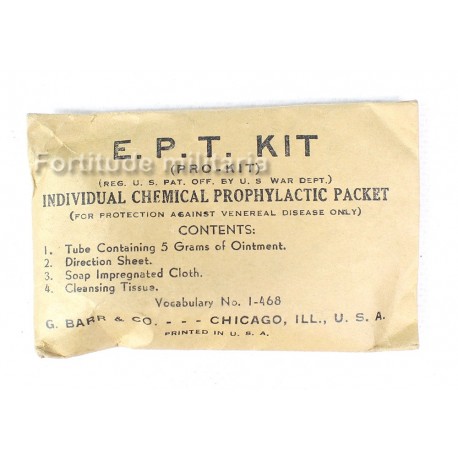 E. P. T. KIT
(PRO-KIT)
Fortitude militaria
(REG. U. S. PAT. OFF. BY U. S. WAR DEPT.)
INDIVIDUAL CHEMICAL PROPHYLACTIC PACKET
(FOR PROTECTION AGAINST VENEREAL DISEASE ONLY)
CONTENTS:
1. Tube Containing 5 Grams of Ointment.
2. Direction Sheet.
3. Soap Impregnated Cloth.
4. Cleansing Tissue.
Vocabulary No. 1-468
G. BARR & CO. - - - CHICAGO, ILL., U. S. A.
PRINTED IN U. S. A.